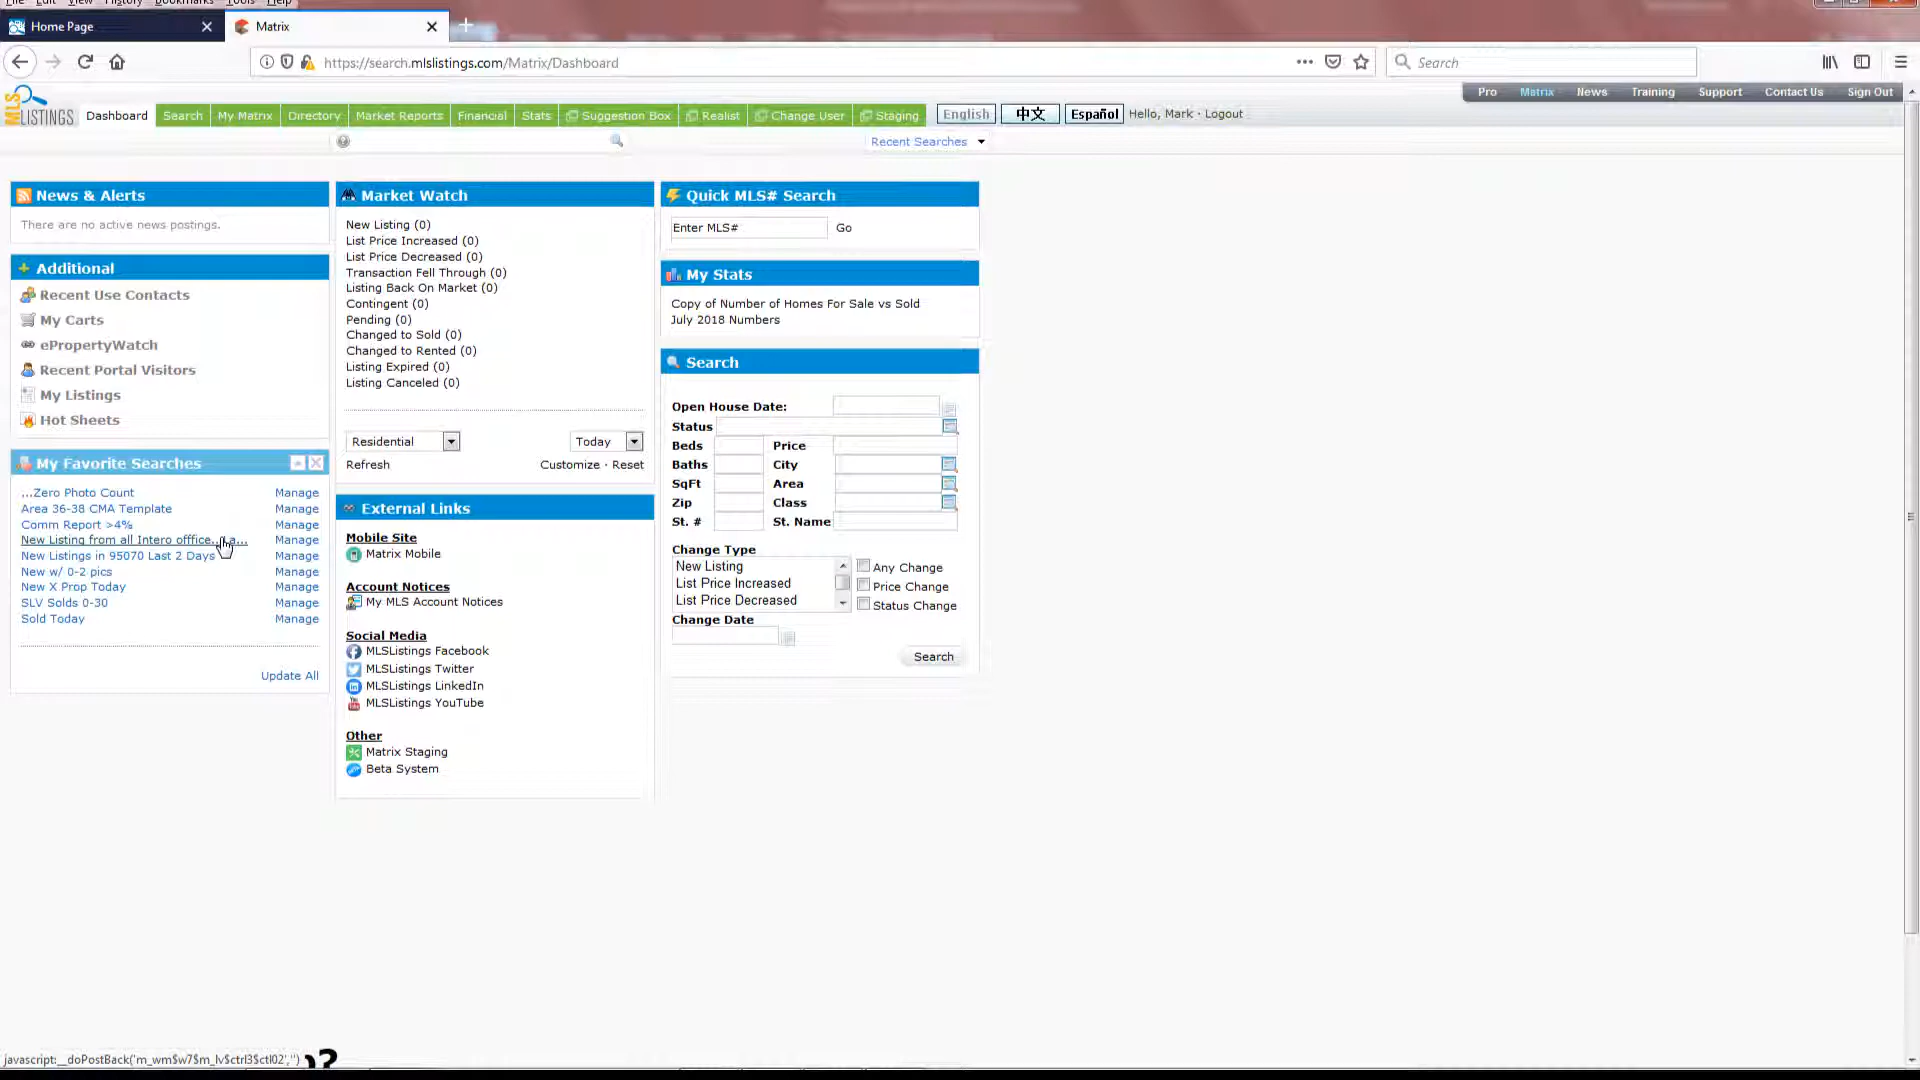 File Edit View History Bookmarks Tools Help
Home Page
Matrix
https://search.mlslistings.com/Matrix/Dashboard
Search
Pro Matrix News Training Support Contact Us Sign Out
MLS LISTINGS
Dashboard Search My Matrix Directory Market Reports Financial Stats Suggestion Box Realist Change User Staging
English 中文 Español Hello, Mark · Logout
Recent Searches
News & Alerts
There are no active news postings.
Additional
Recent Use Contacts
My Carts
ePropertyWatch
Recent Portal Visitors
My Listings
Hot Sheets
My Favorite Searches
...Zero Photo Count Manage
Area 36-38 CMA Template Manage
Comm Report >4% Manage
New Listing from all Intero offfice... Manage
New Listings in 95070 Last 2 Days Manage
New w/ 0-2 pics Manage
New X Prop Today Manage
SLV Solds 0-30 Manage
Sold Today Manage
Update All
Market Watch
New Listing (0)
List Price Increased (0)
List Price Decreased (0)
Transaction Fell Through (0)
Listing Back On Market (0)
Contingent (0)
Pending (0)
Changed to Sold (0)
Changed to Rented (0)
Listing Expired (0)
Listing Canceled (0)
Residential Today
Refresh Customize · Reset
External Links
Mobile Site
Matrix Mobile
Account Notices
My MLS Account Notices
Social Media
MLSListings Facebook
MLSListings Twitter
MLSListings LinkedIn
MLSListings YouTube
Other
Matrix Staging
Beta System
Quick MLS# Search
Enter MLS# Go
My Stats
Copy of Number of Homes For Sale vs Sold
July 2018 Numbers
Search
Open House Date:
Status
Beds Price
Baths City
SqFt Area
Zip Class
St. # St. Name
Change Type
New Listing
List Price Increased
List Price Decreased
Any Change
Price Change
Status Change
Change Date
Search
javascript:__doPostBack('m_wm$w7$m_lv$ctrl3$ctl02','')
)?